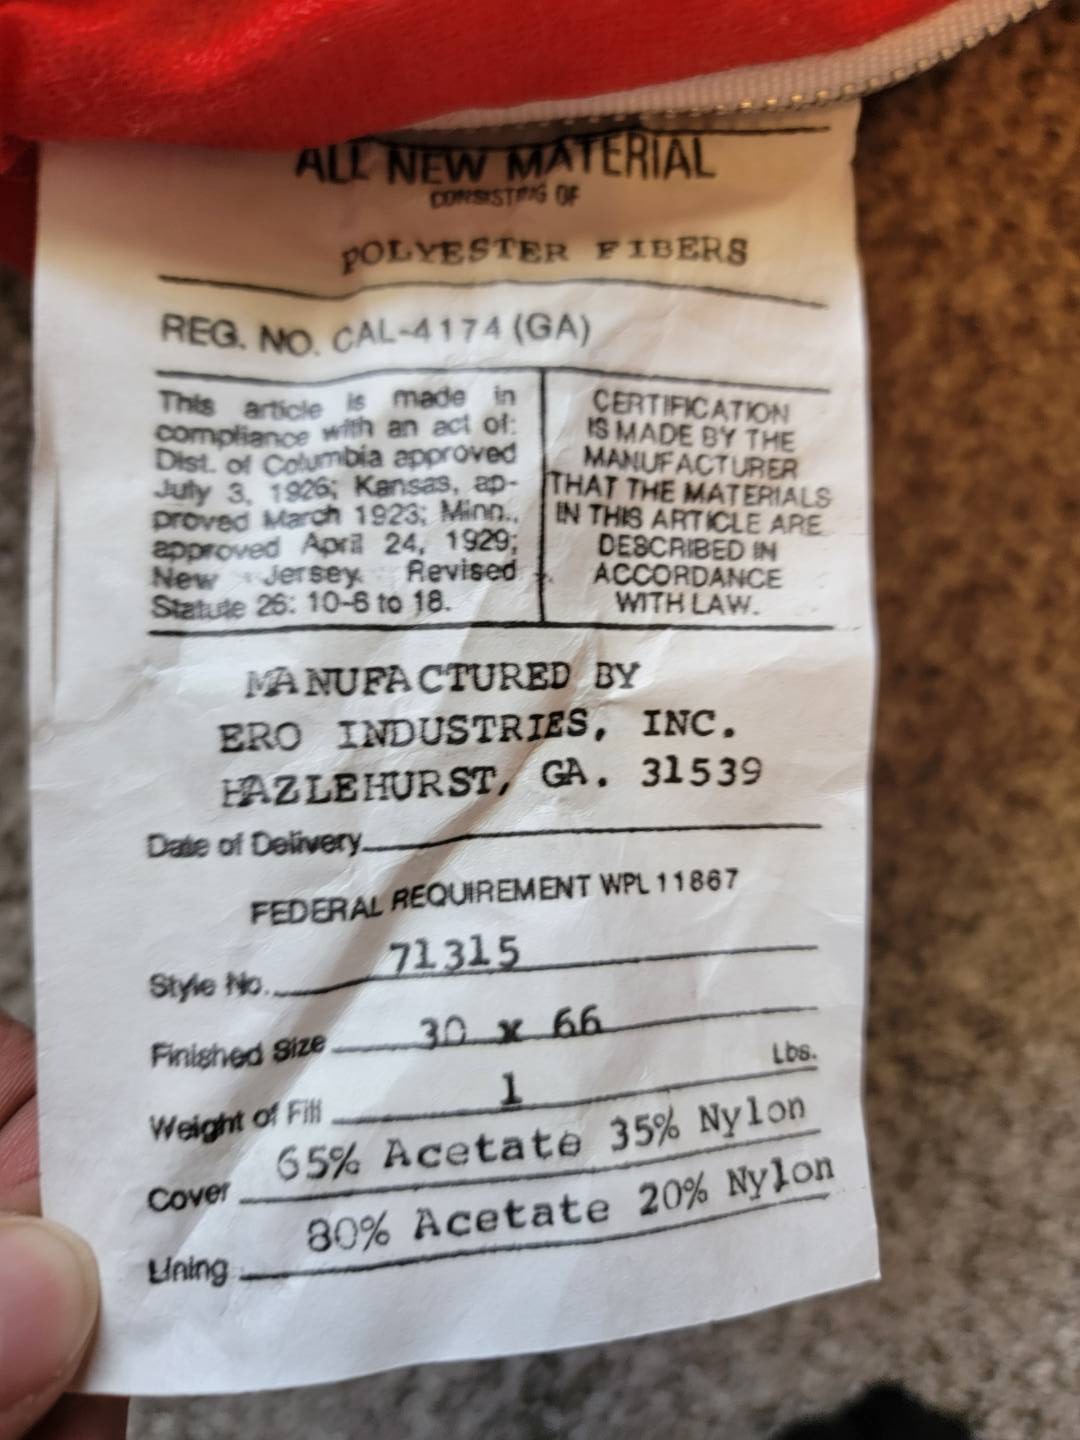 ALL NEW MATERIAL
CONSISTING OF
POLYESTER FIBERS
REG. NO. CAL-4174 (GA)
This article is made in
compliance with an act of:
Dist. of Columbia approved
July 3, 1926; Kansas, ap-
proved March 1923; Minn.,
approved April 24, 1929;
New Jersey. Revised
Statute 26: 10-6 to 18.
CERTIFICATION
IS MADE BY THE
MANUFACTURER
THAT THE MATERIALS
IN THIS ARTICLE ARE
DESCRIBED IN
ACCORDANCE
WITH LAW.
MANUFACTURED BY
ERO INDUSTRIES, INC.
HAZLEHURST, GA. 31539
Date of Delivery
FEDERAL REQUIREMENT WPL 11867
Style No. 71315
Finished Size 30 x 66
Weight of Fill 1 Lbs.
Cover 65% Acetate 35% Nylon
Lining 80% Acetate 20% Nylon